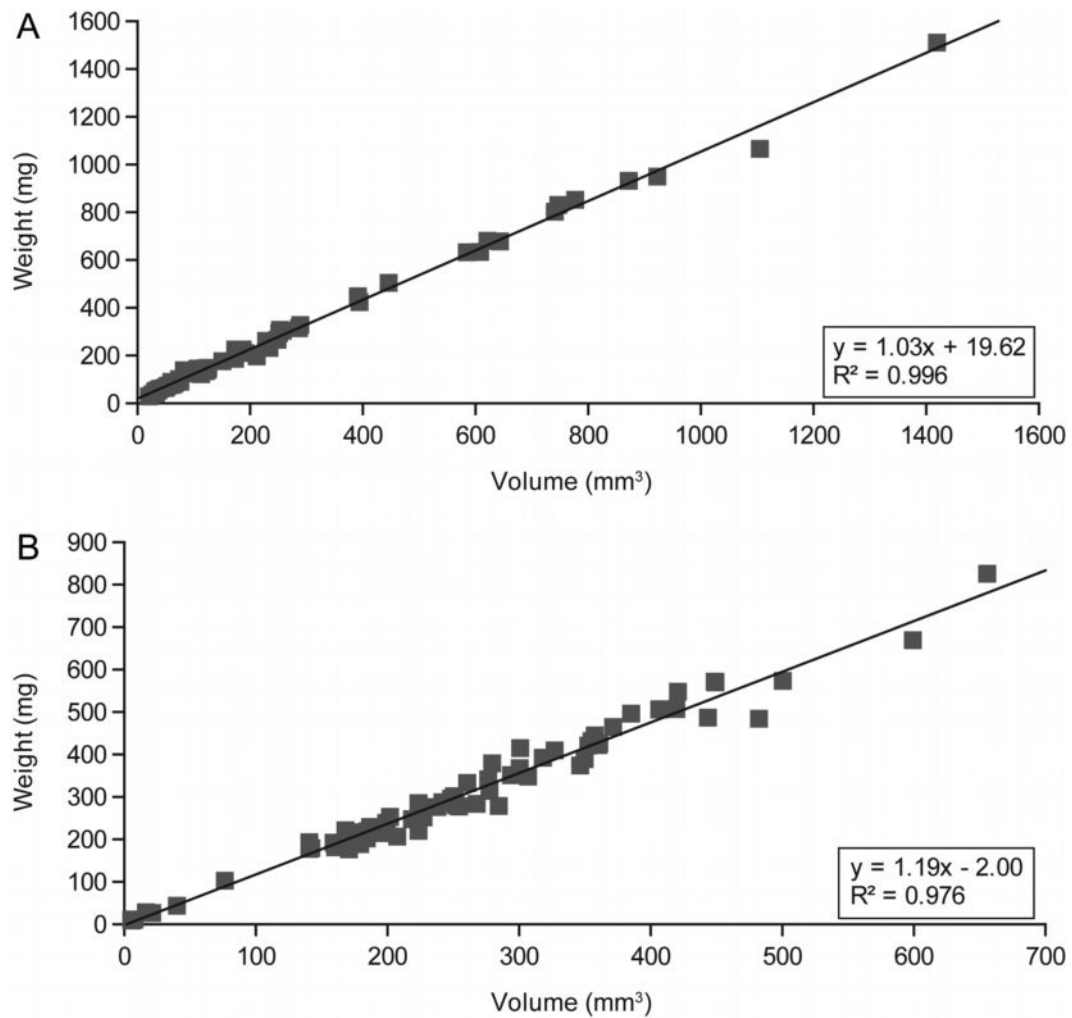 A
1600
1400
1200
1000
800
600
400
200
0
Weight (mg)
y = 1.03x + 19.62
R² = 0.996
0 200 400 600 800 1000 1200 1400 1600
Volume (mm³)
B
900
800
700
600
500
400
300
200
100
0
Weight (mg)
y = 1.19x - 2.00
R² = 0.976
0 100 200 300 400 500 600 700
Volume (mm³)